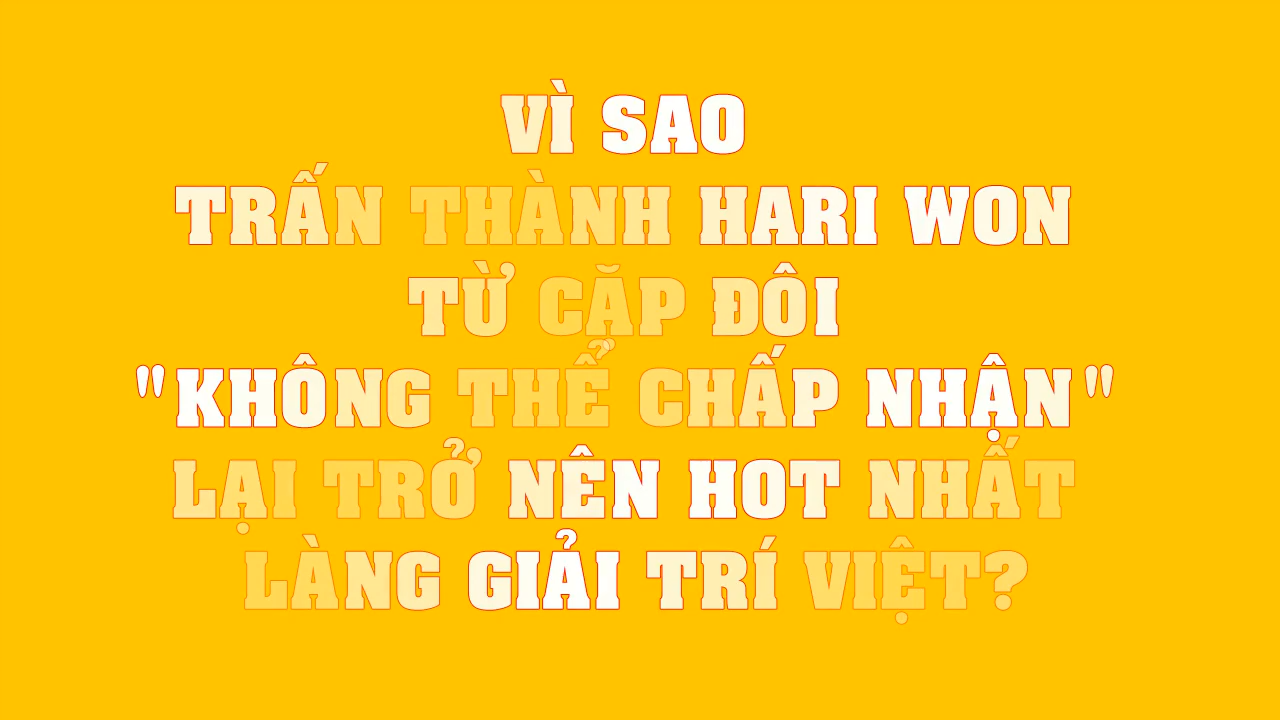 VÌ SAO
TRẤN THÀNH HARI WON
TỪ CẶP ĐÔI
"KHÔNG THỂ CHẤP NHẬN"
LẠI TRỞ NÊN HOT NHẤT
LÀNG GIẢI TRÍ VIỆT?